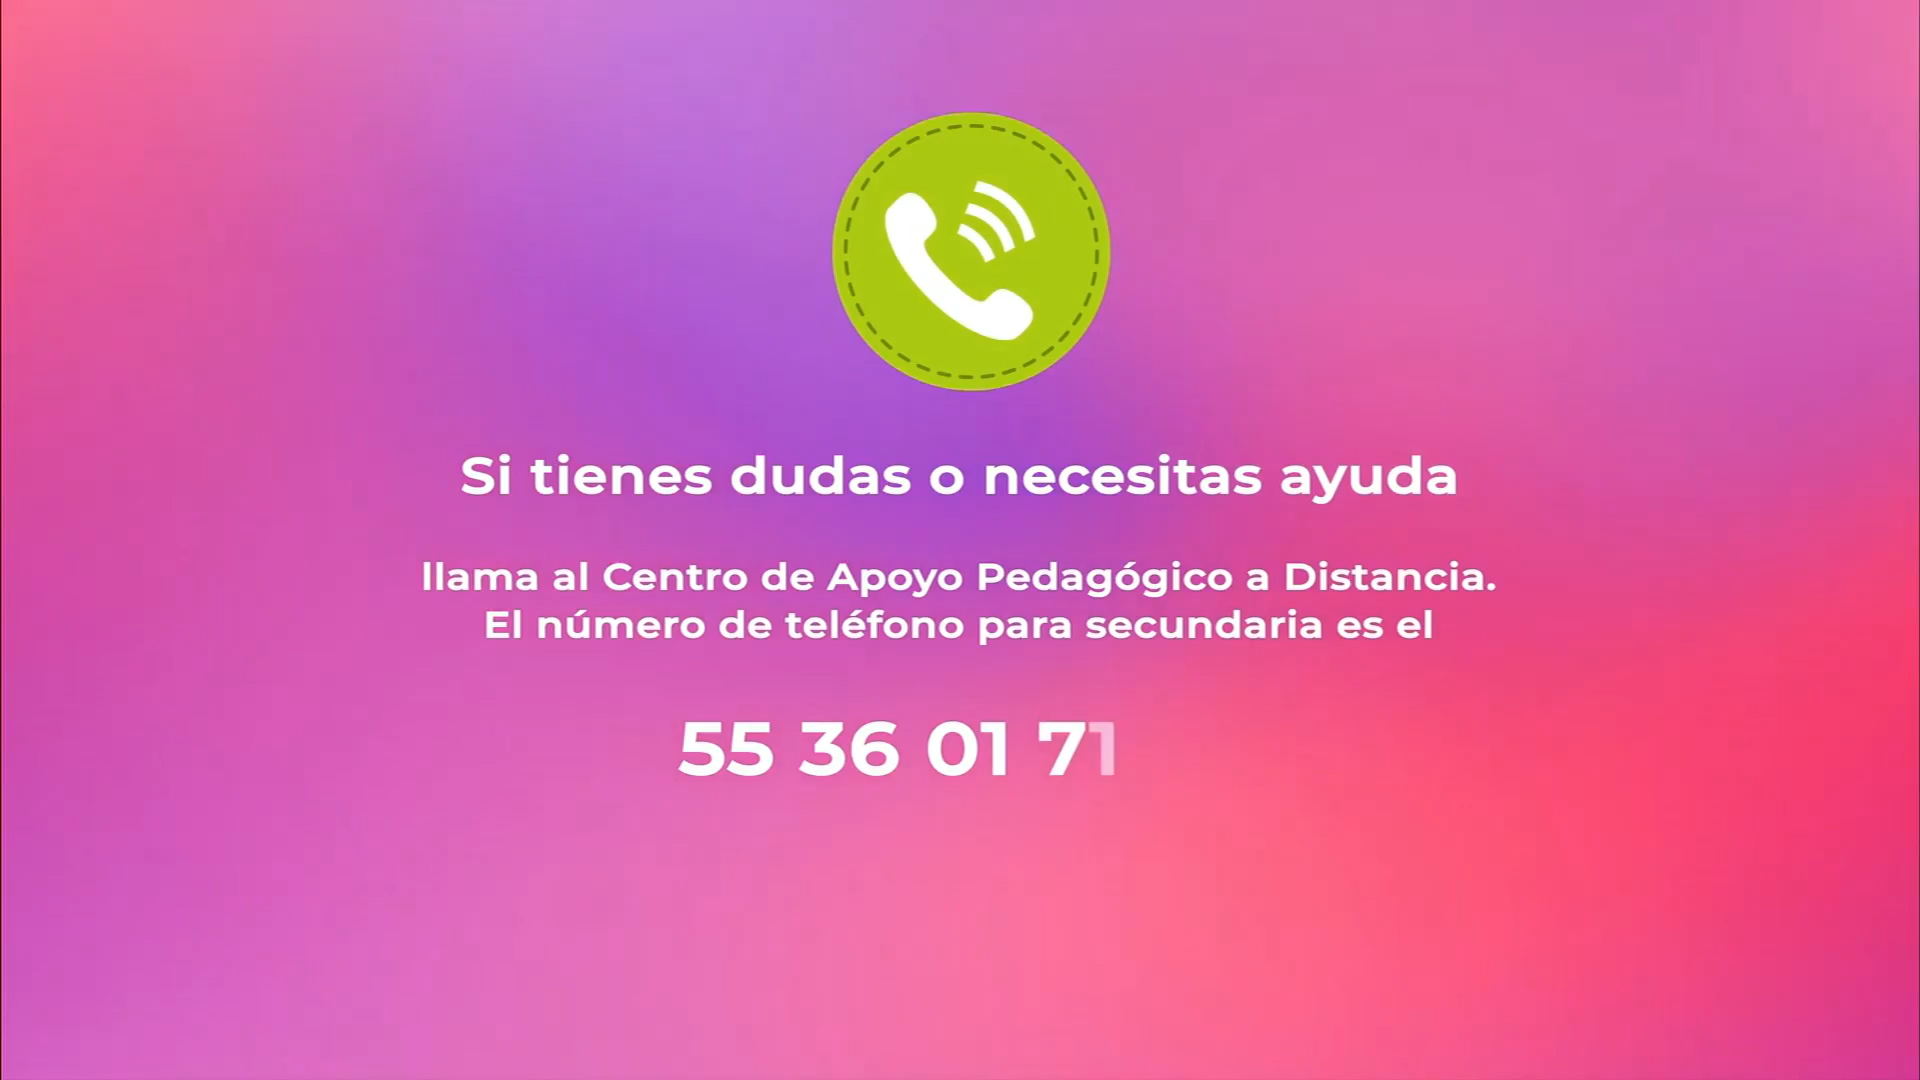 Si tienes dudas o necesitas ayuda
llama al Centro de Apoyo Pedagógico a Distancia.
El número de teléfono para secundaria es el
55 36 01 71